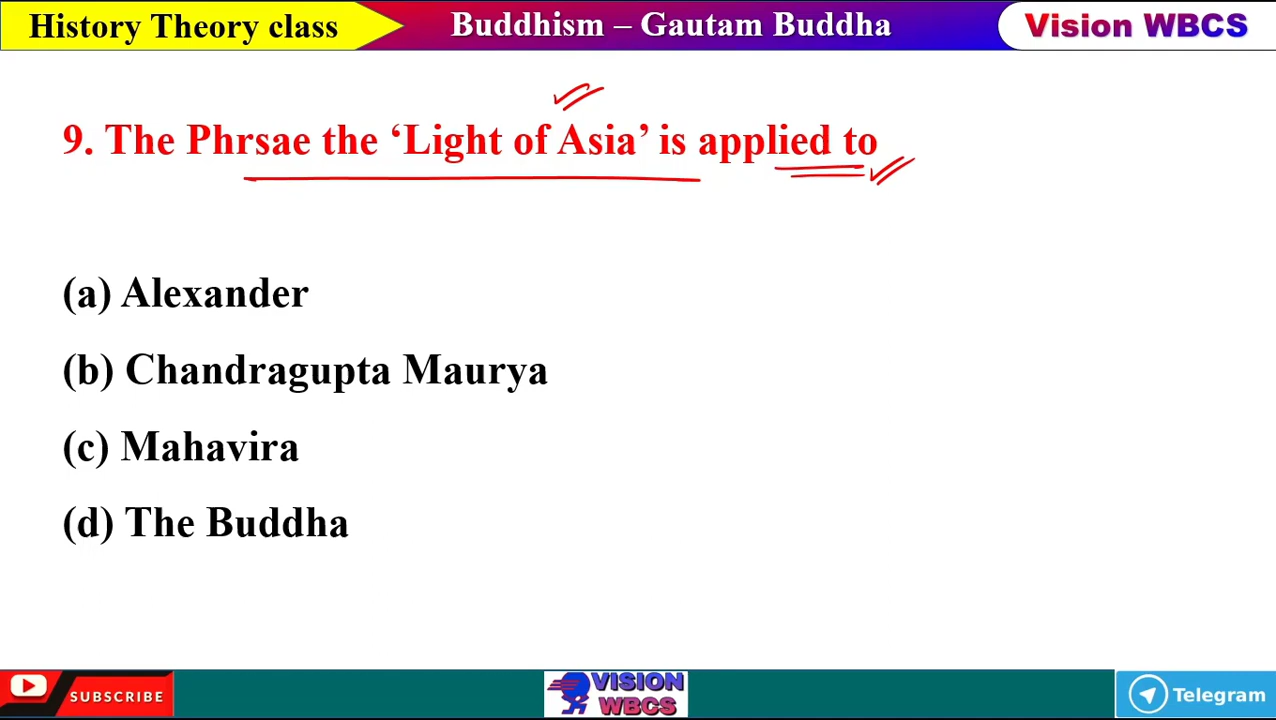 History Theory class
Buddhism – Gautam Buddha
Vision WBCS
9. The Phrsae the ‘Light of Asia’ is applied to
(a) Alexander
(b) Chandragupta Maurya
(c) Mahavira
(d) The Buddha
SUBSCRIBE
VISION
WBCS
Telegram